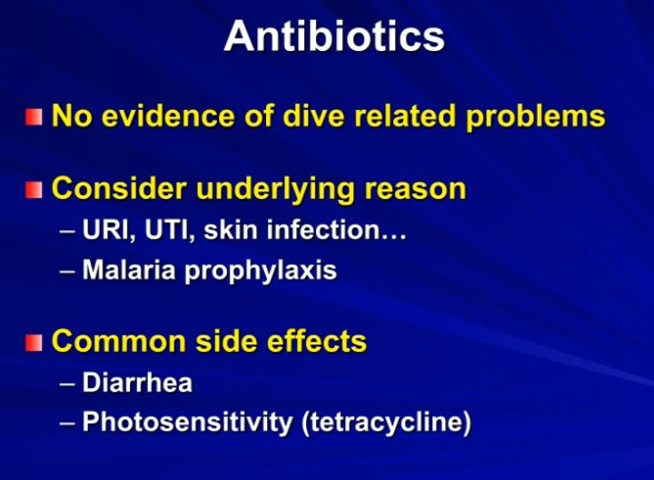 Antibiotics
No evidence of dive related problems
Consider underlying reason
– URI, UTI, skin infection…
– Malaria prophylaxis
Common side effects
– Diarrhea
– Photosensitivity (tetracycline)